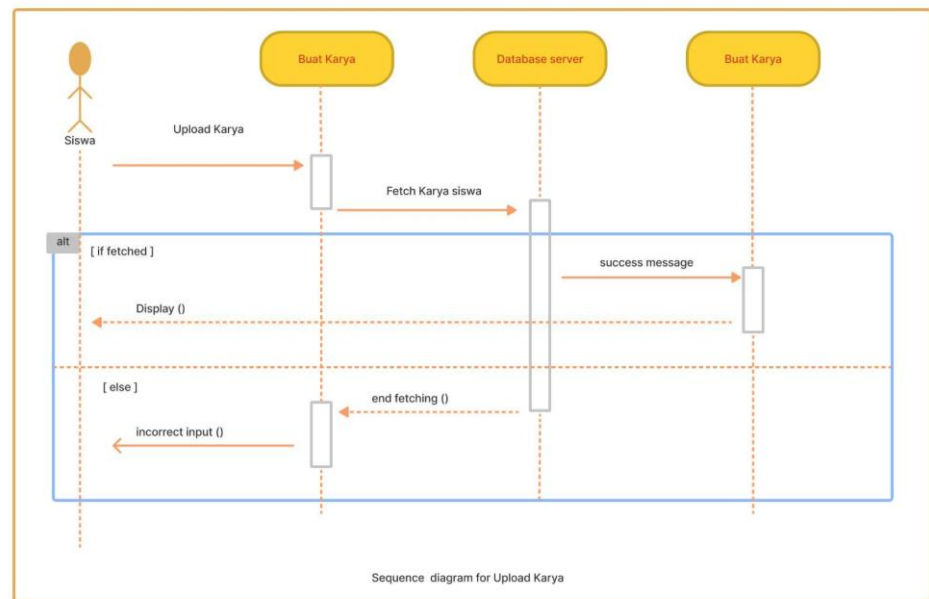 Buat Karya
Database server
Buat Karya
Siswa
Upload Karya
Fetch Karya siswa
alt
[ if fetched ]
success message
Display ()
[ else ]
end fetching ()
incorrect input ()
Sequence diagram for Upload Karya